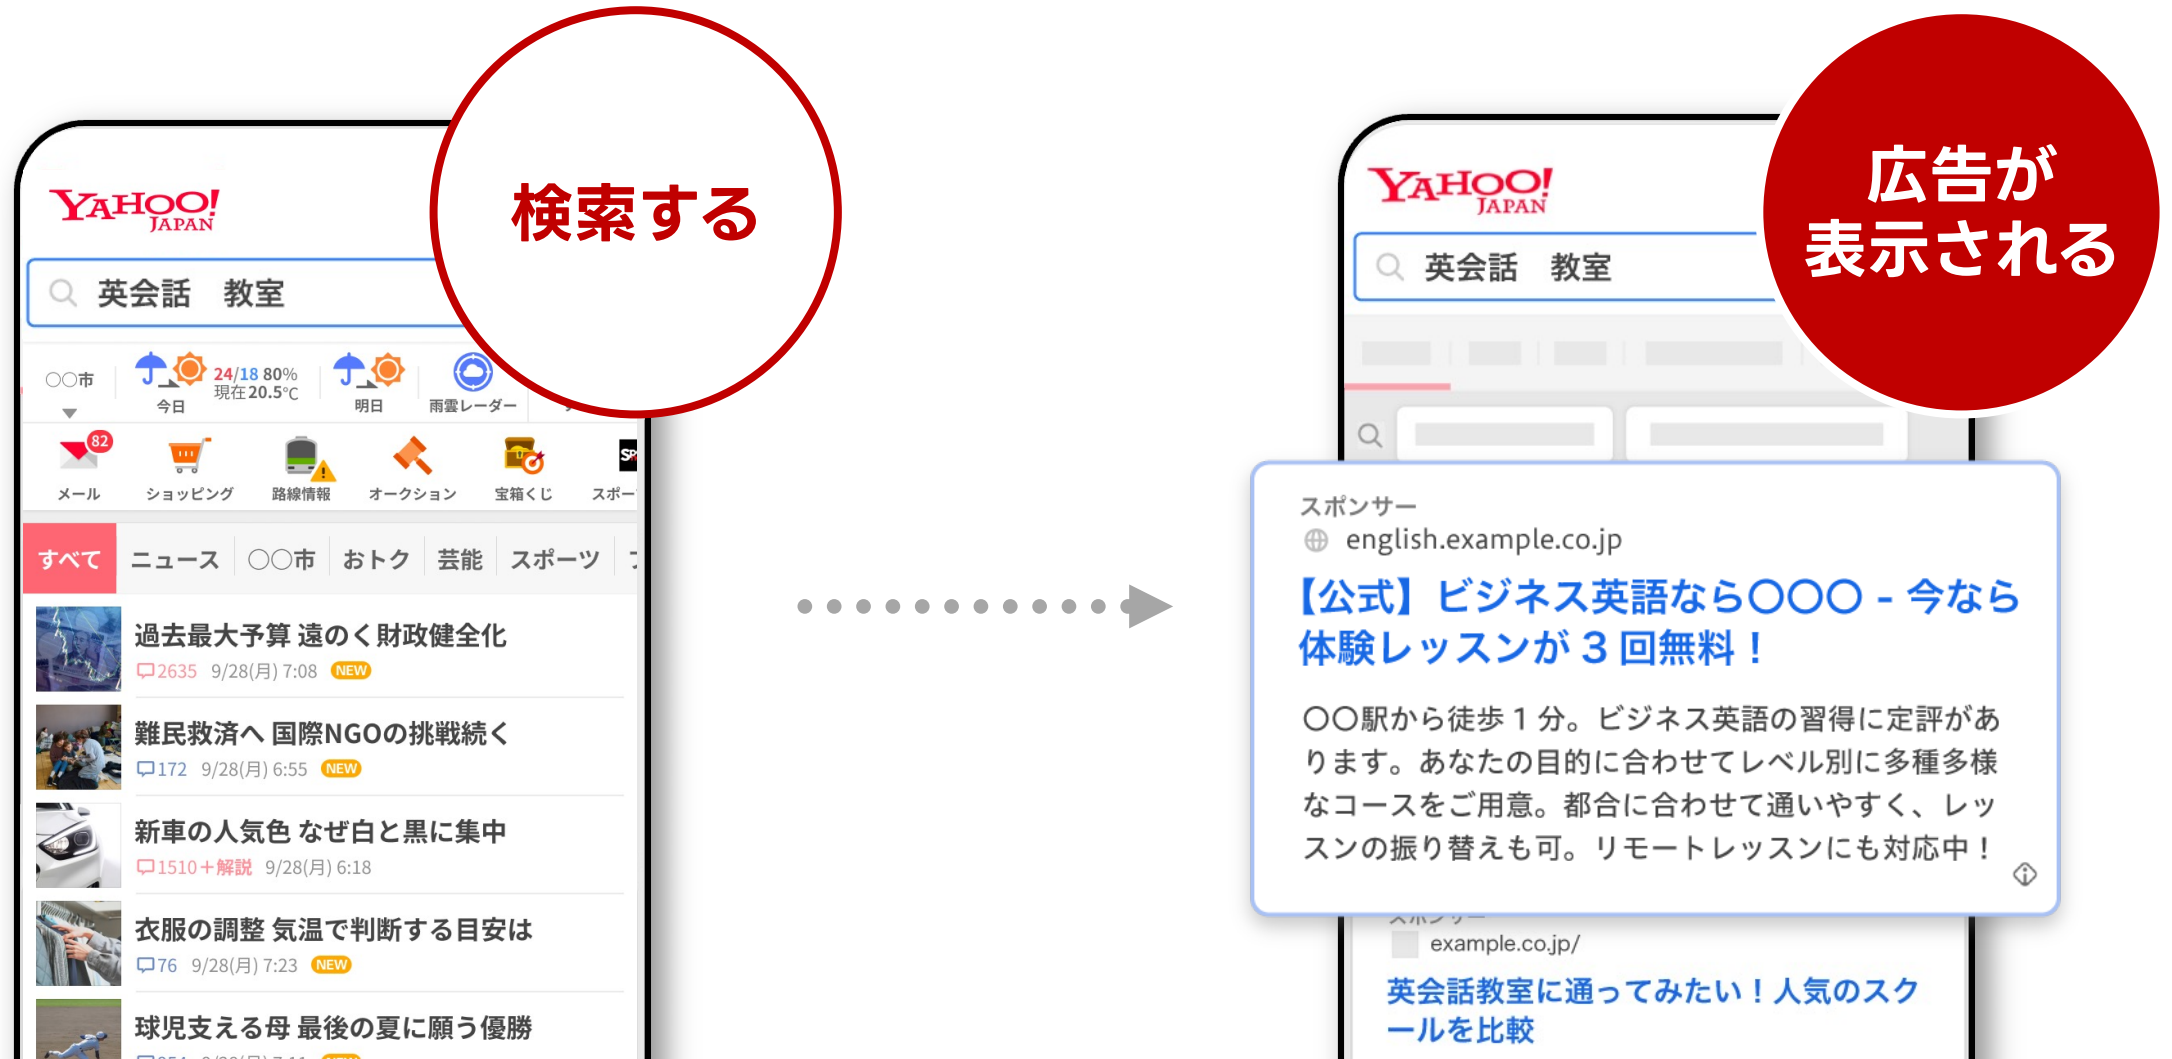 検索する
YAHOO!
JAPAN
英会話　教室
〇〇市
24/18 80%
現在20.5℃
今日
明日
雨雲レーダー
82
メール
ショッピング
路線情報
オークション
宝箱くじ
スポー
すべて
ニュース
〇〇市
おトク
芸能
スポーツ
過去最大予算 遠のく財政健全化
2635 9/28(月) 7:08 NEW
難民救済へ 国際NGOの挑戦続く
172 9/28(月) 6:55 NEW
新車の人気色 なぜ白と黒に集中
1510+解説 9/28(月) 6:18
衣服の調整 気温で判断する目安は
76 9/28(月) 7:23 NEW
球児支える母 最後の夏に願う優勝
広告が
表示される
YAHOO!
JAPAN
英会話　教室
スポンサー
english.example.co.jp
【公式】ビジネス英語なら〇〇〇 - 今なら
体験レッスンが 3 回無料！
〇〇駅から徒歩 1 分。ビジネス英語の習得に定評があ
ります。あなたの目的に合わせてレベル別に多種多様
なコースをご用意。都合に合わせて通いやすく、レッ
スンの振り替えも可。リモートレッスンにも対応中！
スポンサー
example.co.jp/
英会話教室に通ってみたい！人気のスク
ールを比較